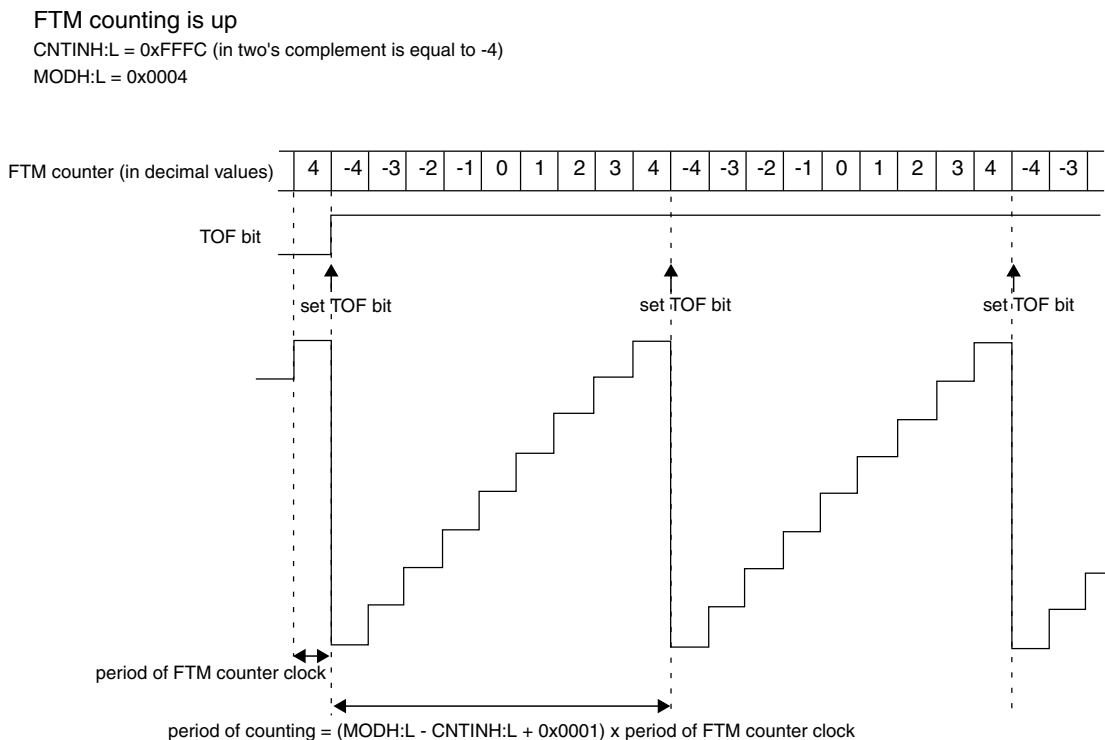 FTM counting is up
CNTINH:L = 0xFFFC (in two's complement is equal to -4)
MODH:L = 0x0004
FTM counter (in decimal values) 4 -4 -3 -2 -1 0 1 2 3 4 -4 -3 -2 -1 0 1 2 3 4 -4 -3
TOF bit
set TOF bit set TOF bit set TOF bit
period of FTM counter clock
period of counting = (MODH:L - CNTINH:L + 0x0001) x period of FTM counter clock